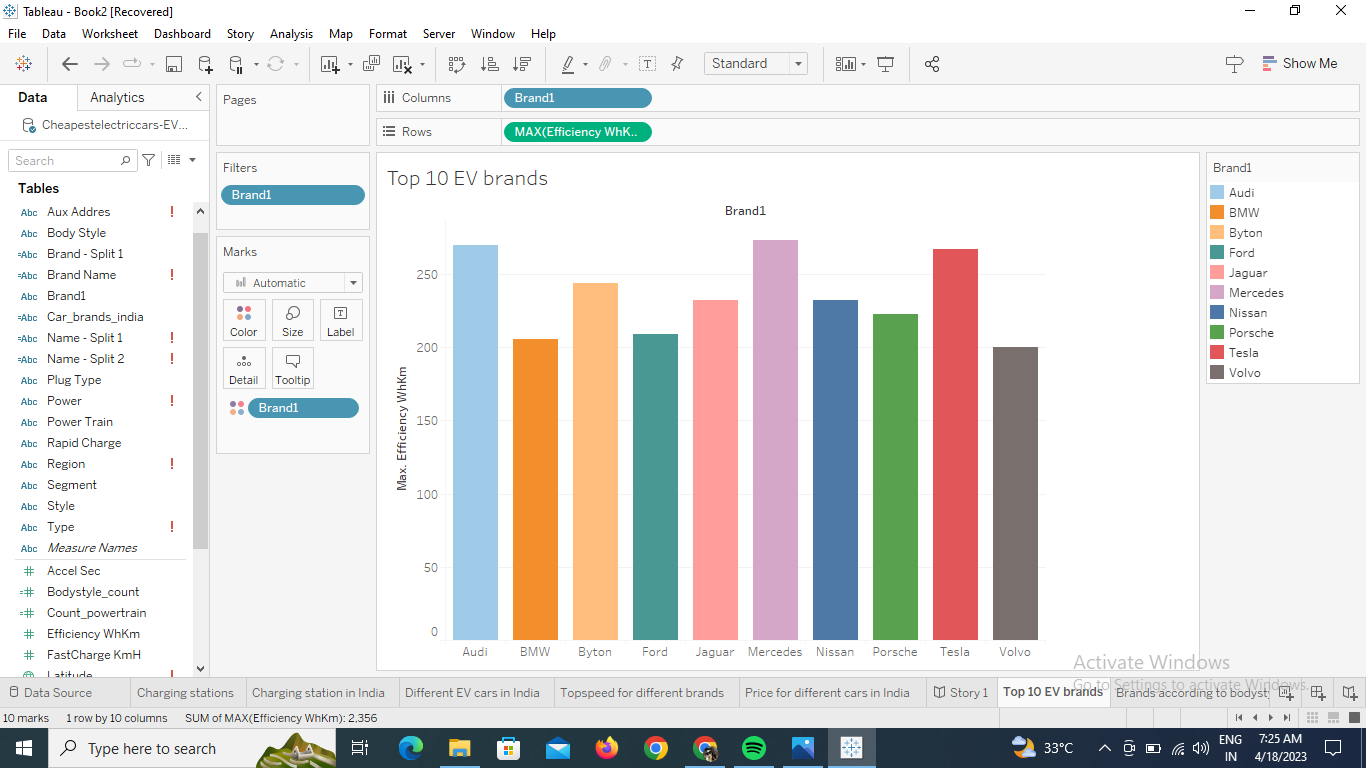 Tableau - Book2 [Recovered]
File Data Worksheet Dashboard Story Analysis Map Format Server Window Help
Standard
Show Me
Data Analytics
Cheapestelectriccars-EV...
Search
Tables
Abc Aux Addres !
Abc Body Style
=Abc Brand - Split 1
=Abc Brand Name !
Abc Brand1
=Abc Car_brands_india
=Abc Name - Split 1 !
=Abc Name - Split 2 !
Abc Plug Type
Abc Power !
Abc Power Train
Abc Rapid Charge
Abc Region !
Abc Segment
Abc Style
Abc Type !
Abc Measure Names
# Accel Sec
=# Bodystyle_count
=# Count_powertrain
# Efficiency WhKm
# FastCharge KmH
Latitude !
Pages
Filters
Brand1
Marks
Automatic
Color Size Label
Detail Tooltip
Brand1
Columns Brand1
Rows MAX(Efficiency WhK..
Top 10 EV brands
Brand1
Max. Efficiency WhKm
250
200
150
100
50
0
Audi BMW Byton Ford Jaguar Mercedes Nissan Porsche Tesla Volvo
Brand1
Audi
BMW
Byton
Ford
Jaguar
Mercedes
Nissan
Porsche
Tesla
Volvo
Activate Windows
Go to Settings to activate Windows.
Data Source Charging stations Charging station in India Different EV cars in India Topspeed for different brands Price for different cars in India Story 1 Top 10 EV brands Brands according to bodyst
10 marks 1 row by 10 columns SUM of MAX(Efficiency WhKm): 2,356
Type here to search
33°C
ENG
IN
7:25 AM
4/18/2023